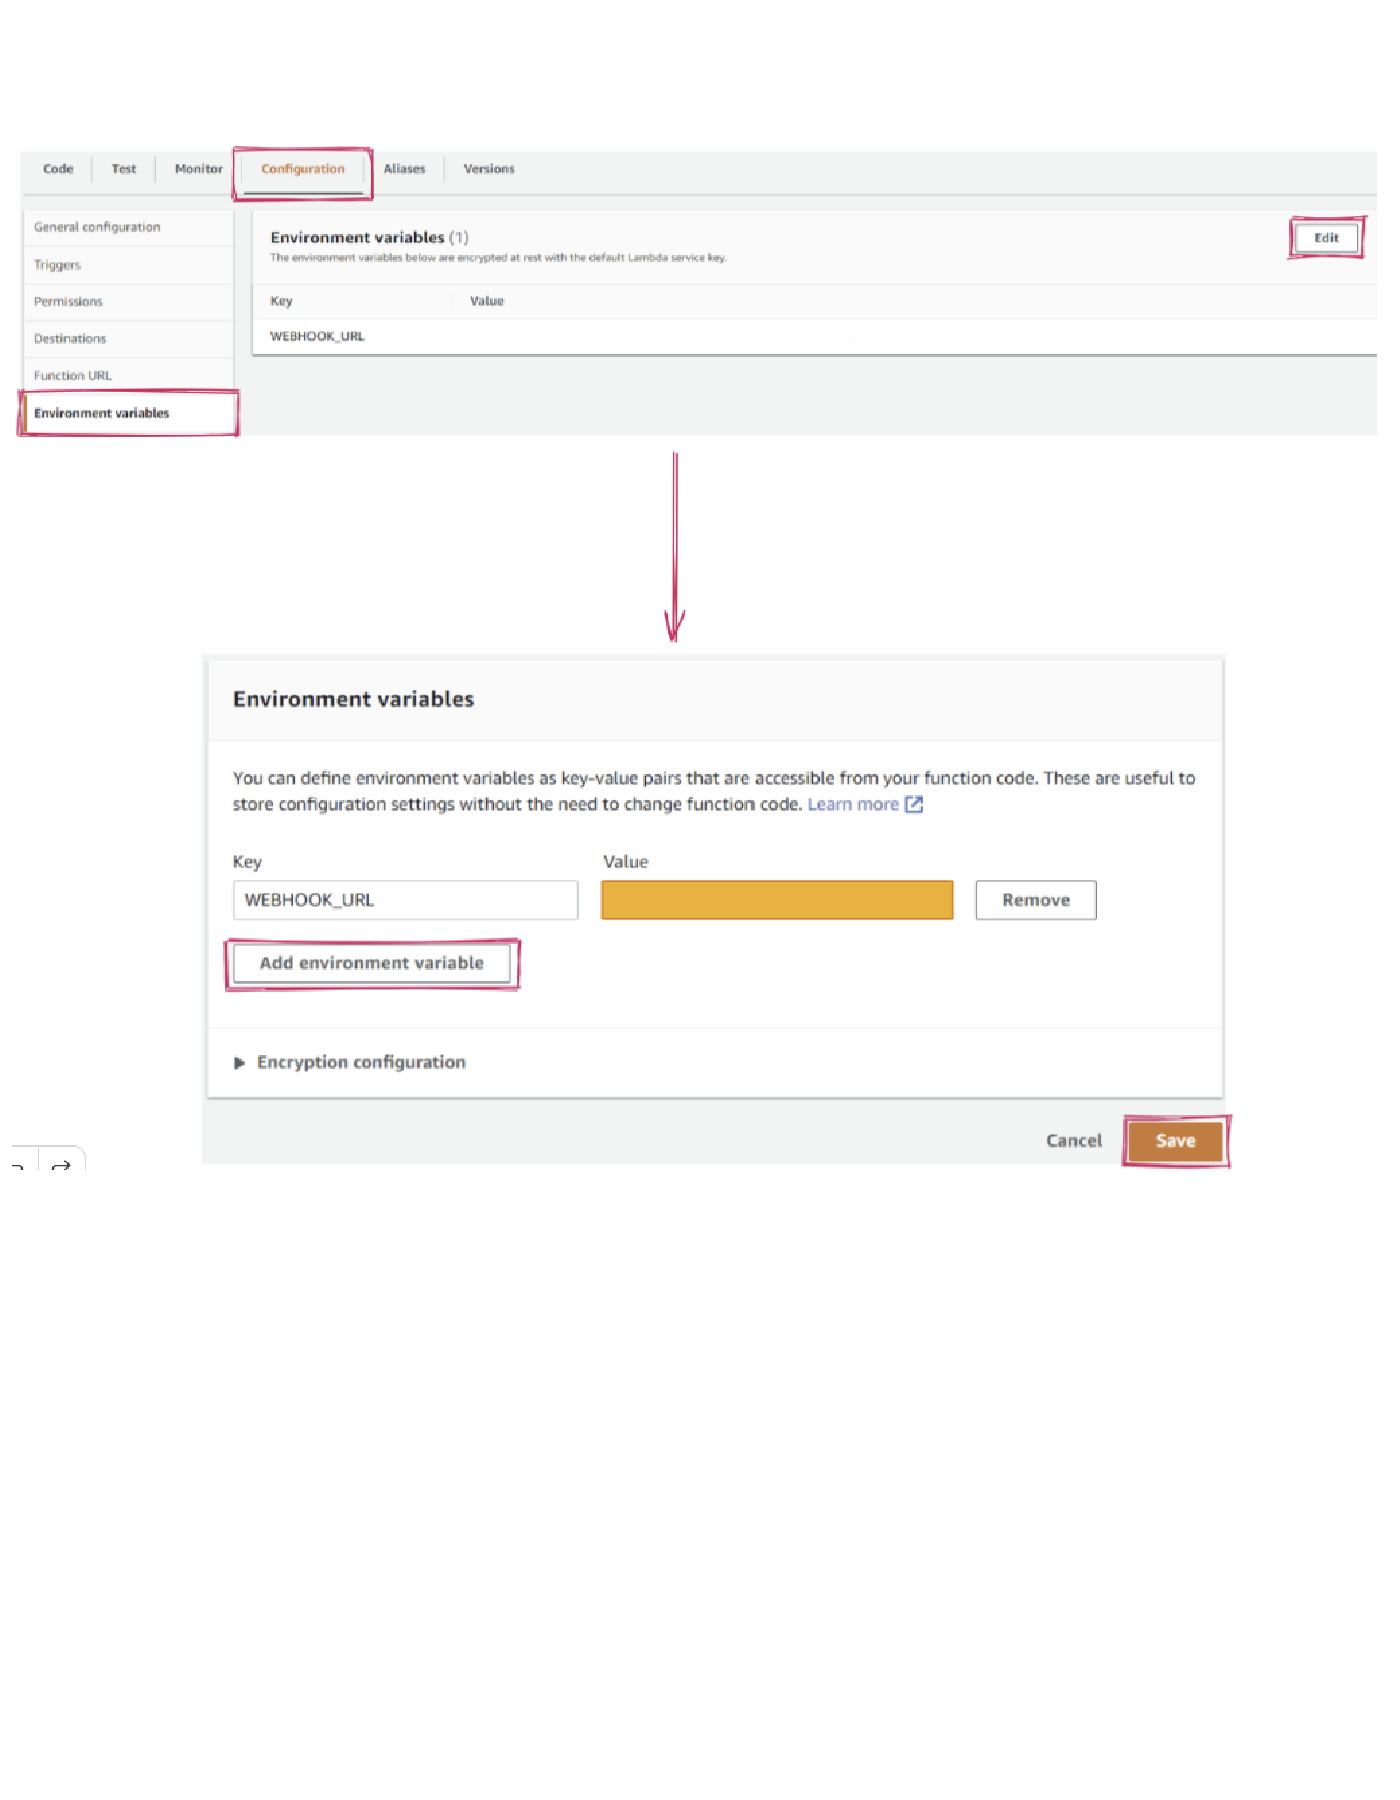 Code Test Monitor Configuration Aliases Versions
General configuration
Triggers
Permissions
Destinations
Function URL
Environment variables
Environment variables (1)
Edit
The environment variables below are encrypted at rest with the default Lambda service key.
Key Value
WEBHOOK_URL
Environment variables
You can define environment variables as key-value pairs that are accessible from your function code. These are useful to
store configuration settings without the need to change function code. Learn more
Key Value
WEBHOOK_URL Remove
Add environment variable
Encryption configuration
Cancel Save